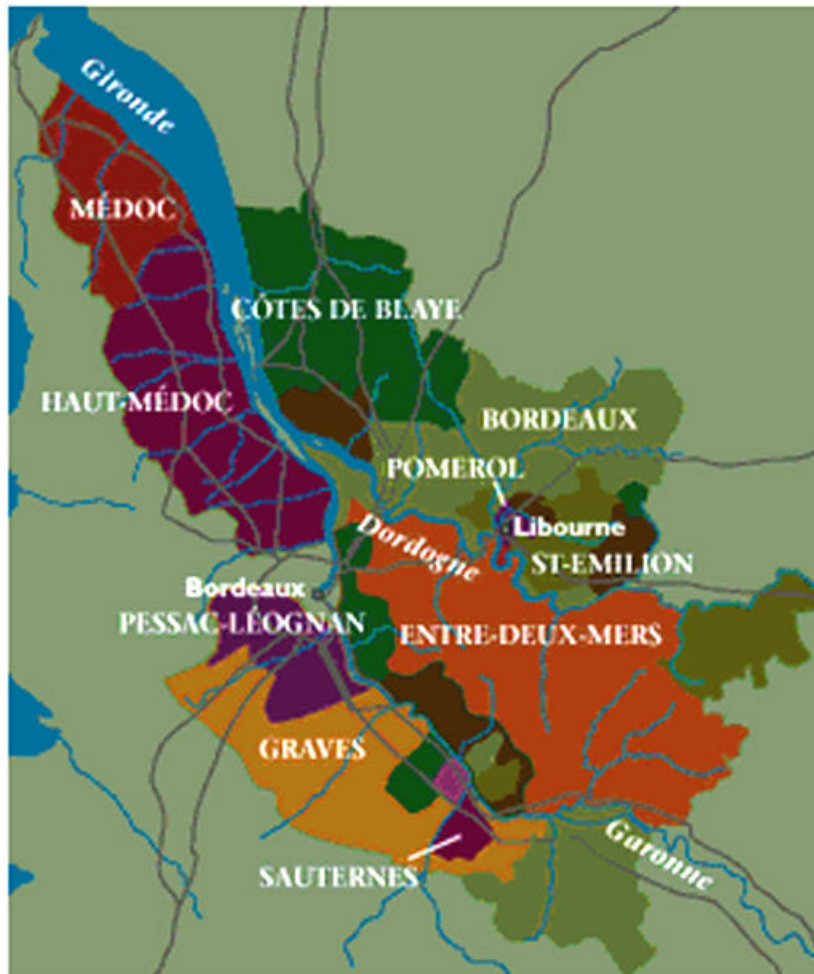 Gironde
MÉDOC
CÔTES DE BLAYE
HAUT-MÉDOC
BORDEAUX
POMEROL
Libourne
Dordogne
ST-EMILION
Bordeaux
PESSAC-LÉOGNAN
ENTRE-DEUX-MERS
GRAVES
Garonne
SAUTERNES